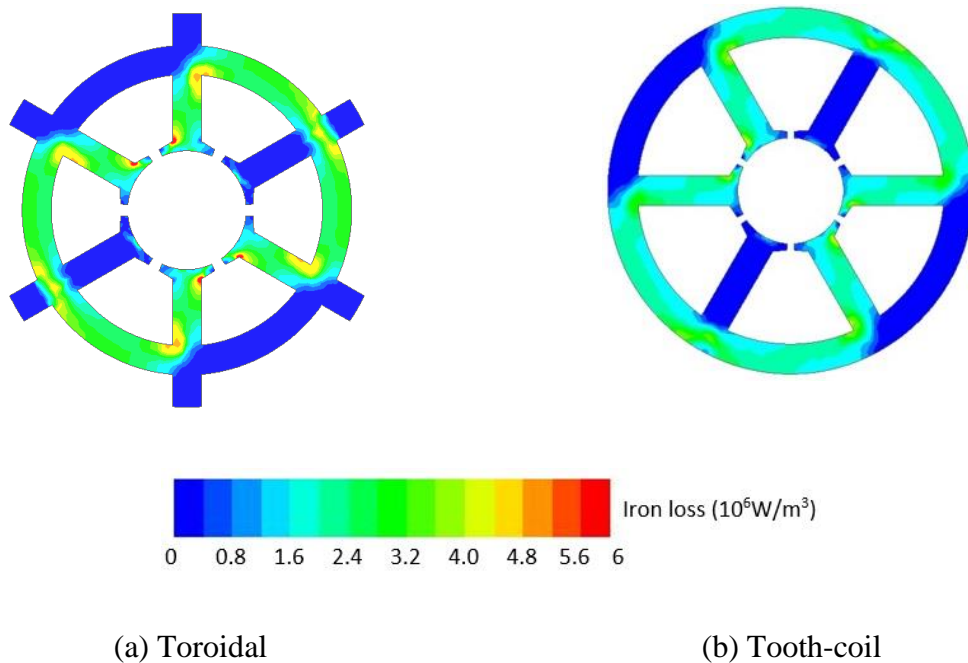 Iron loss (10⁶W/m³)
0 0.8 1.6 2.4 3.2 4.0 4.8 5.6 6
(a) Toroidal (b) Tooth-coil